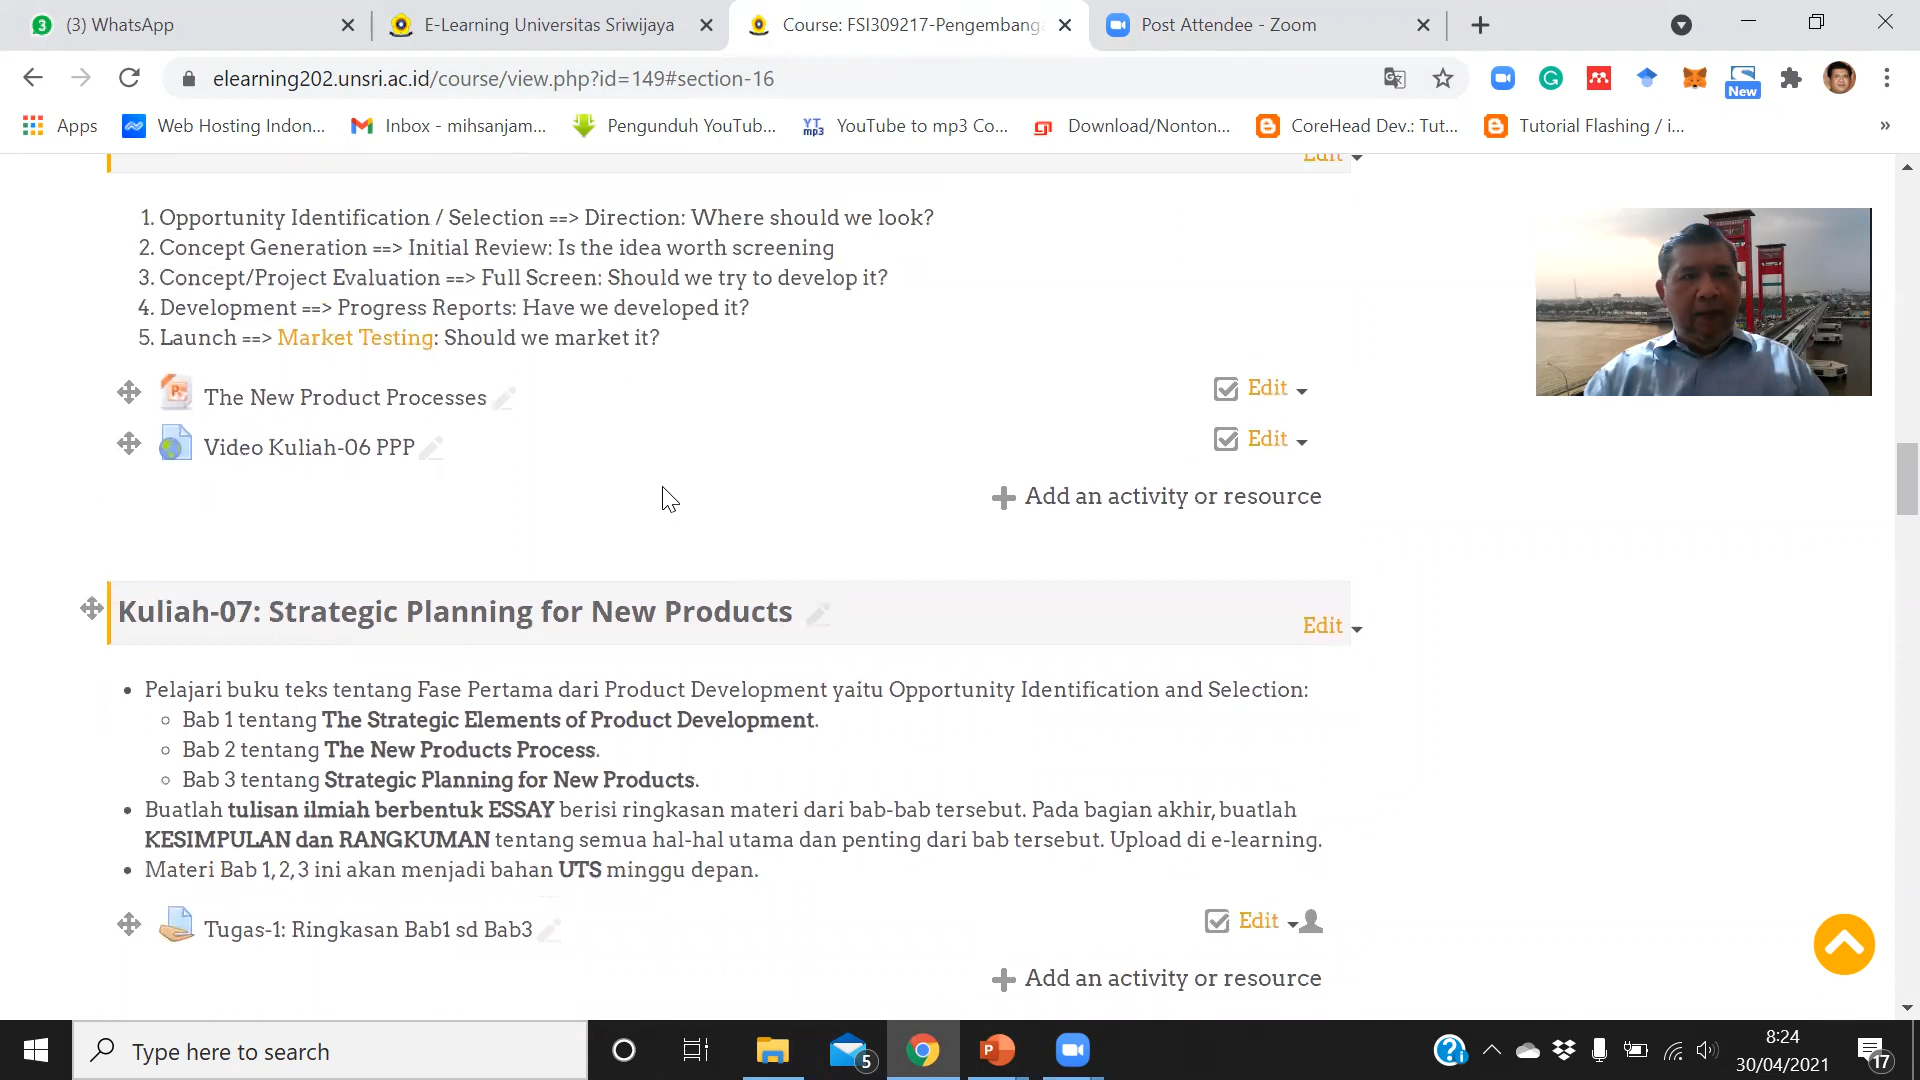 (3) WhatsApp
E-Learning Universitas Sriwijaya
Course: FSI309217-Pengembang
Post Attendee - Zoom
elearning202.unsri.ac.id/course/view.php?id=149#section-16
New
Apps
Web Hosting Indon...
Inbox - mihsanjam...
Pengunduh YouTub...
YT mp3
YouTube to mp3 Co...
Download/Nonton...
CoreHead Dev.: Tut...
Tutorial Flashing / i...
»
Edit
1. Opportunity Identification / Selection ==> Direction: Where should we look?
2. Concept Generation ==> Initial Review: Is the idea worth screening
3. Concept/Project Evaluation ==> Full Screen: Should we try to develop it?
4. Development ==> Progress Reports: Have we developed it?
5. Launch ==> Market Testing: Should we market it?
The New Product Processes
Edit
Video Kuliah-06 PPP
Edit
Add an activity or resource
Kuliah-07: Strategic Planning for New Products
Edit
• Pelajari buku teks tentang Fase Pertama dari Product Development yaitu Opportunity Identification and Selection:
◦ Bab 1 tentang The Strategic Elements of Product Development.
◦ Bab 2 tentang The New Products Process.
◦ Bab 3 tentang Strategic Planning for New Products.
• Buatlah tulisan ilmiah berbentuk ESSAY berisi ringkasan materi dari bab-bab tersebut. Pada bagian akhir, buatlah
KESIMPULAN dan RANGKUMAN tentang semua hal-hal utama dan penting dari bab tersebut. Upload di e-learning.
• Materi Bab 1, 2, 3 ini akan menjadi bahan UTS minggu depan.
Tugas-1: Ringkasan Bab1 sd Bab3
Edit
Add an activity or resource
Type here to search
5
8:24
30/04/2021
17